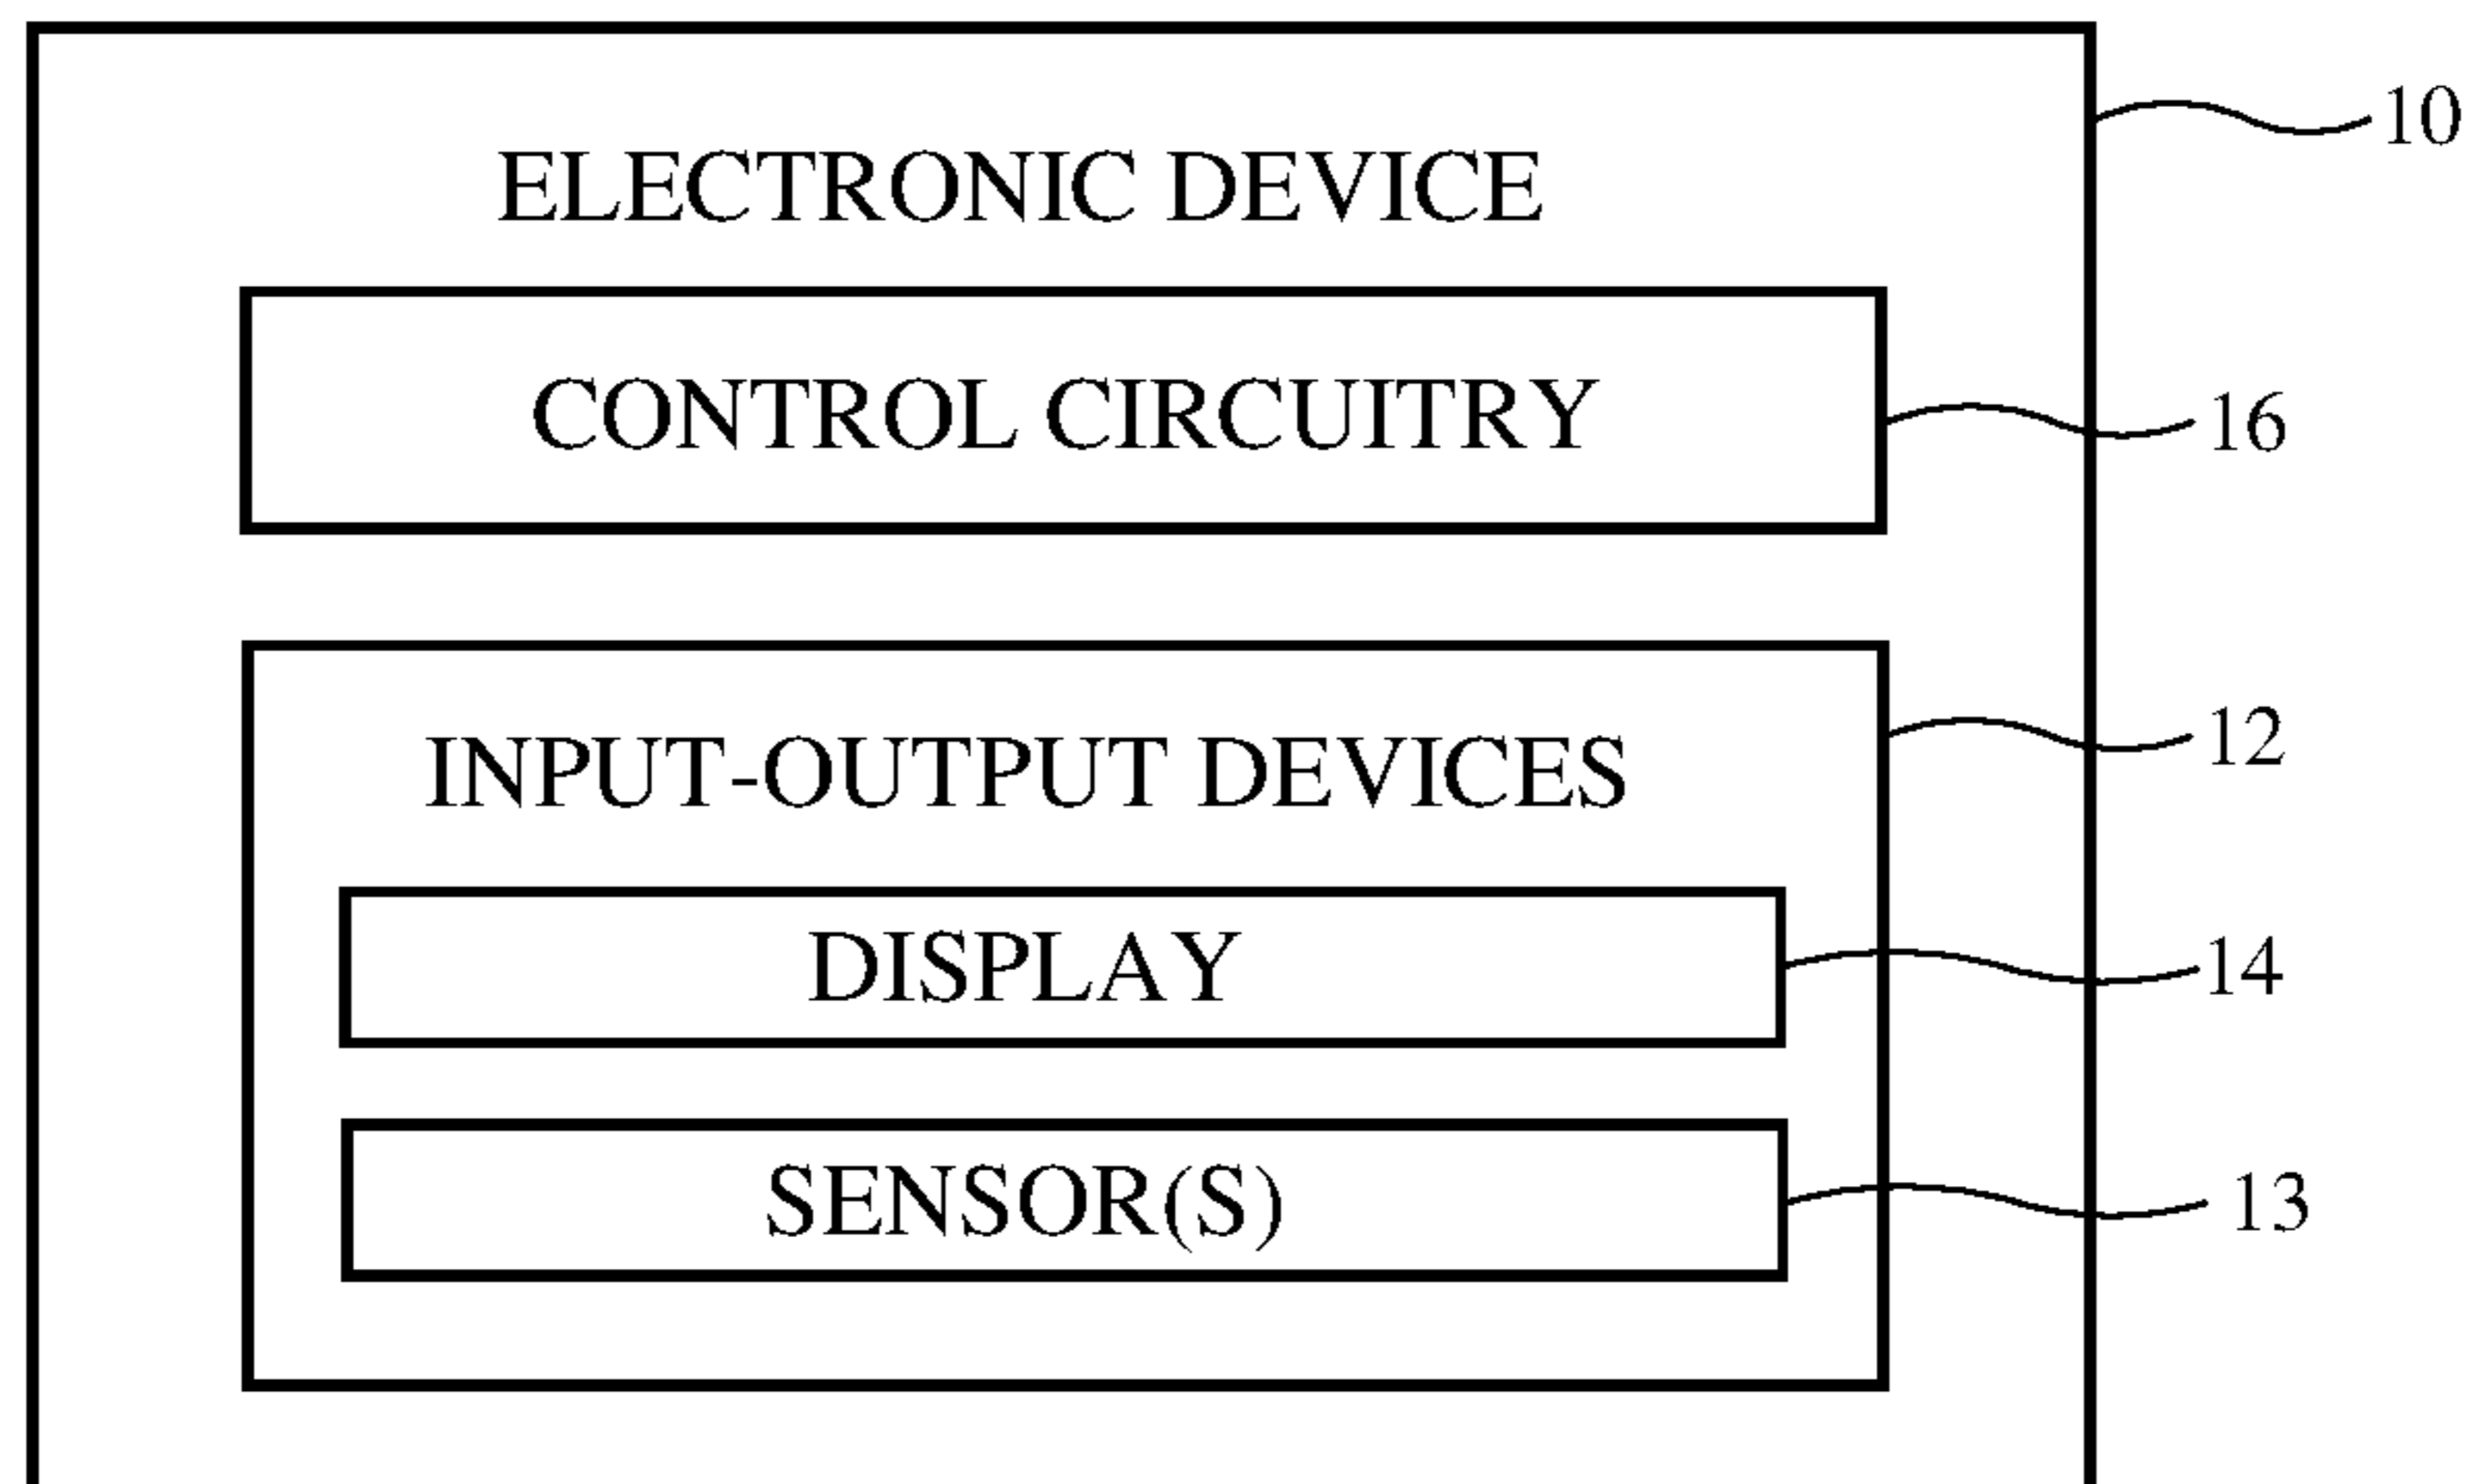 10
ELECTRONIC DEVICE
CONTROL CIRCUITRY
16
INPUT-OUTPUT DEVICES
12
DISPLAY
14
SENSOR(S)
13